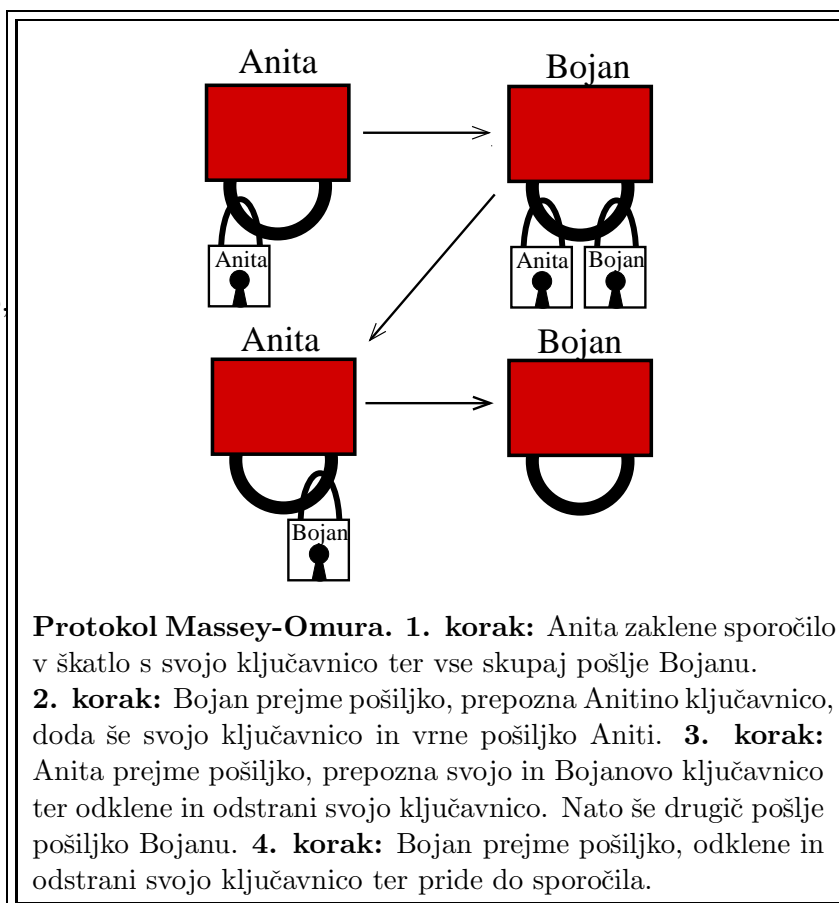 Anita
Bojan
Anita
Anita
Bojan
Anita
Bojan
Bojan
,
Protokol Massey-Omura. 1. korak: Anita zaklene sporočilo
v škatlo s svojo ključavnico ter vse skupaj pošlje Bojanu.
2. korak: Bojan prejme pošiljko, prepozna Anitino ključavnico,
doda še svojo ključavnico in vrne pošiljko Aniti. 3. korak:
Anita prejme pošiljko, prepozna svojo in Bojanovo ključavnico
ter odklene in odstrani svojo ključavnico. Nato še drugič pošlje
pošiljko Bojanu. 4. korak: Bojan prejme pošiljko, odklene in
odstrani svojo ključavnico ter pride do sporočila.